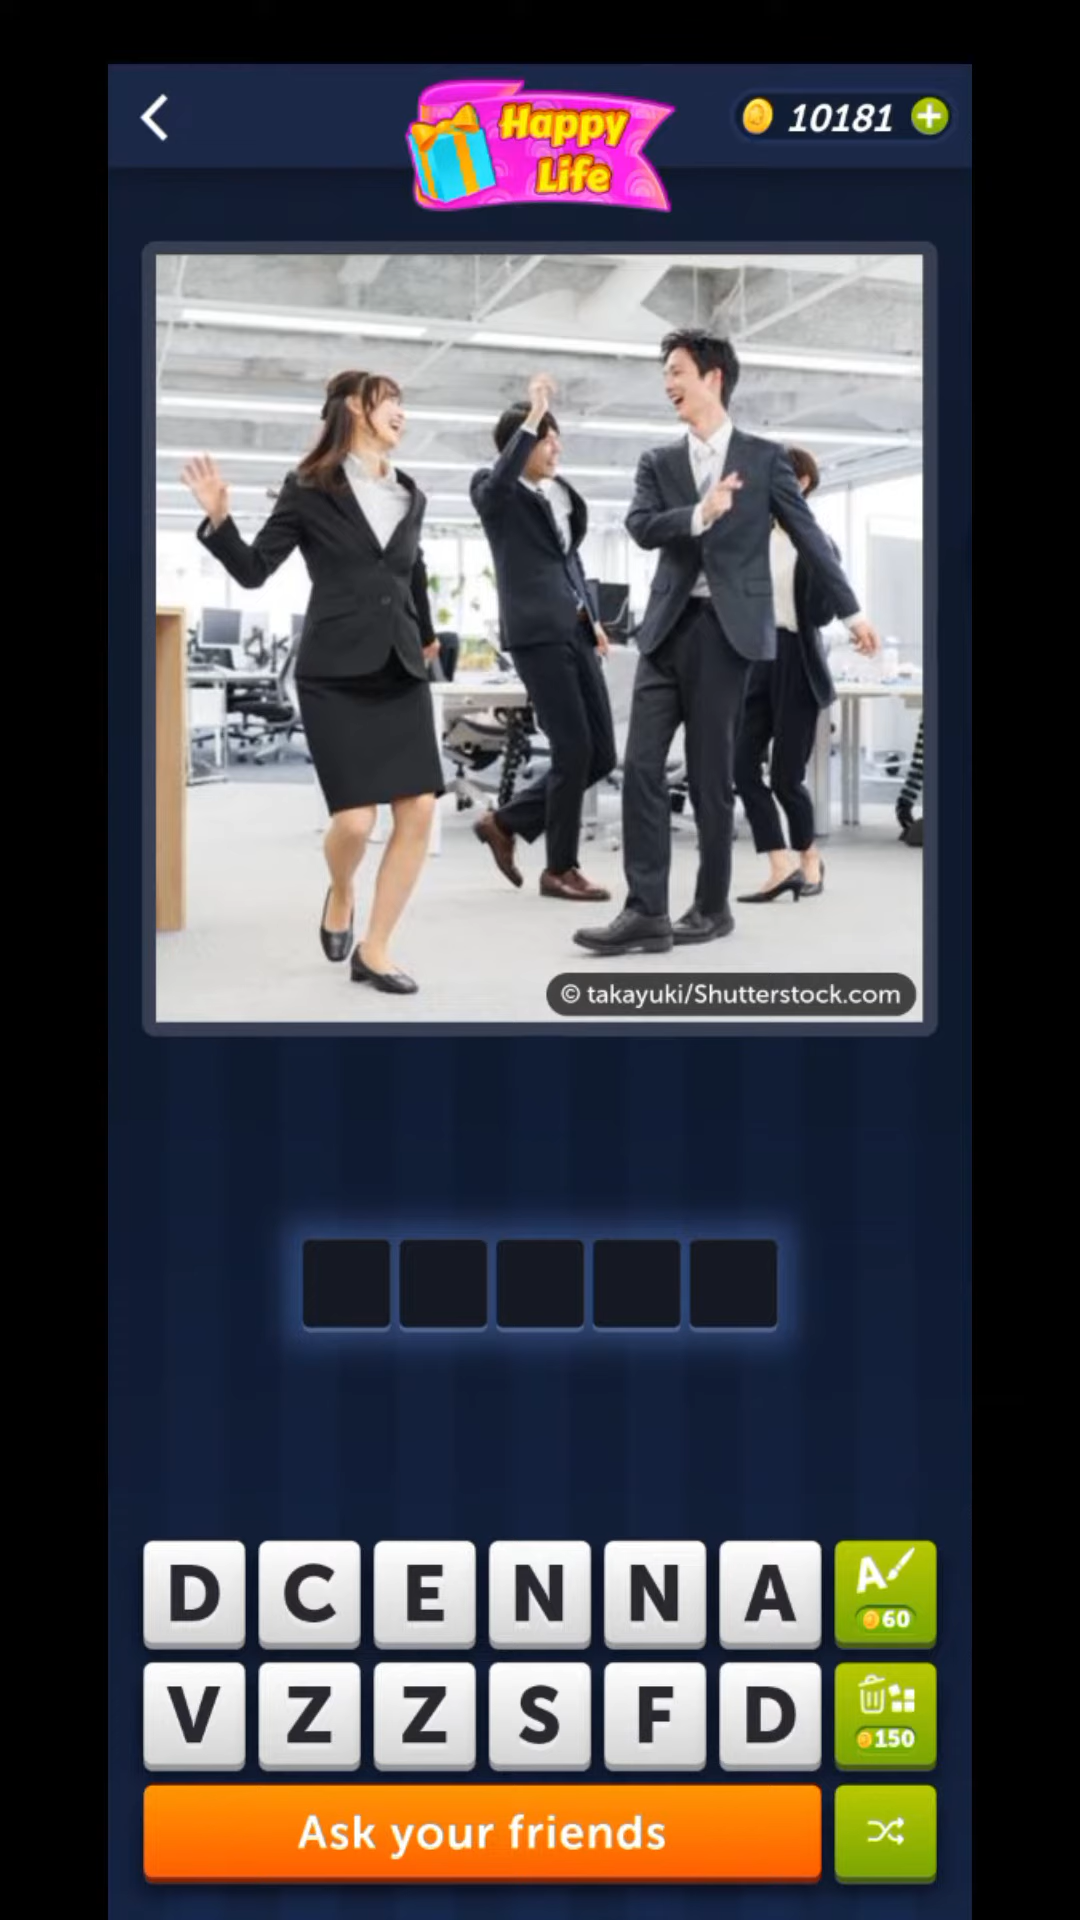 Happy
Life
10181
© takayuki/Shutterstock.com
D C E N N A
A
60
V Z Z S F D
150
Ask your friends